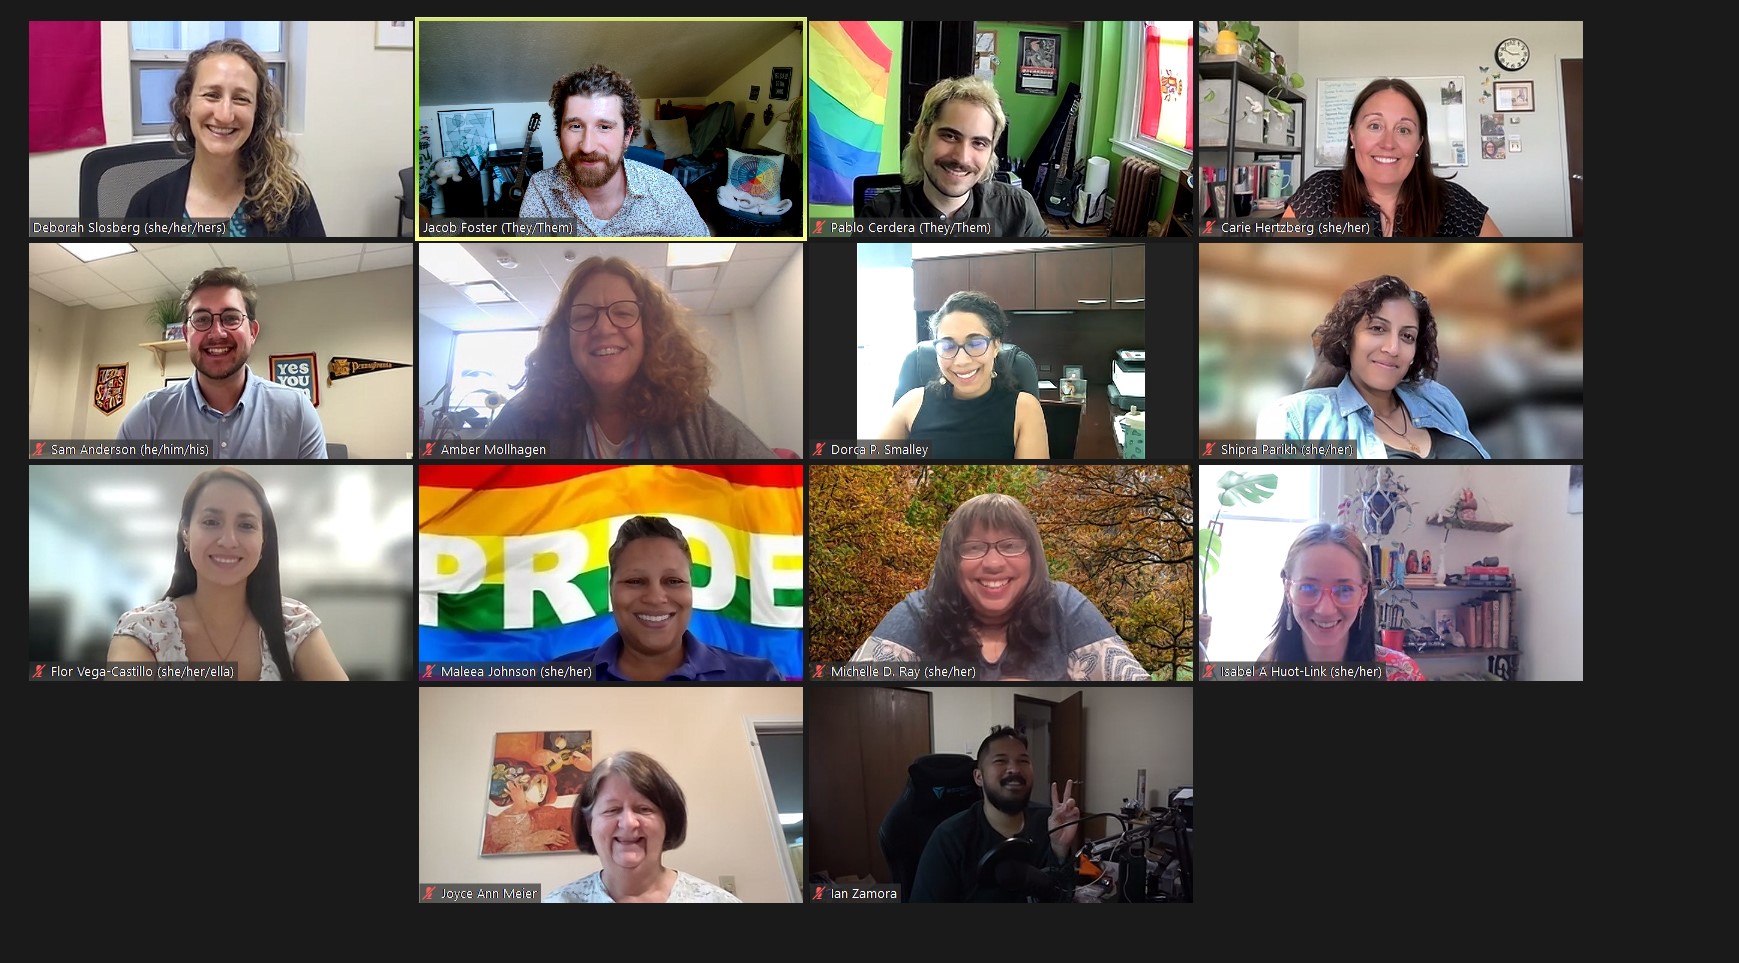 Deborah Slosberg (she/her/hers)
Jacob Foster (They/Them)
Pablo Cerdera (They/Them)
Carie Hertzberg (she/her)
YES
YOU
Pennsylvania
Sam Anderson (he/him/his)
Amber Mollhagen
Dorca P. Smalley
Shipra Parikh (she/her)
PRIDE
Flor Vega-Castillo (she/her/ella)
Maleea Johnson (she/her)
Michelle D. Ray (she/her)
Isabel A Huot-Link (she/her)
Joyce Ann Meier
Ian Zamora